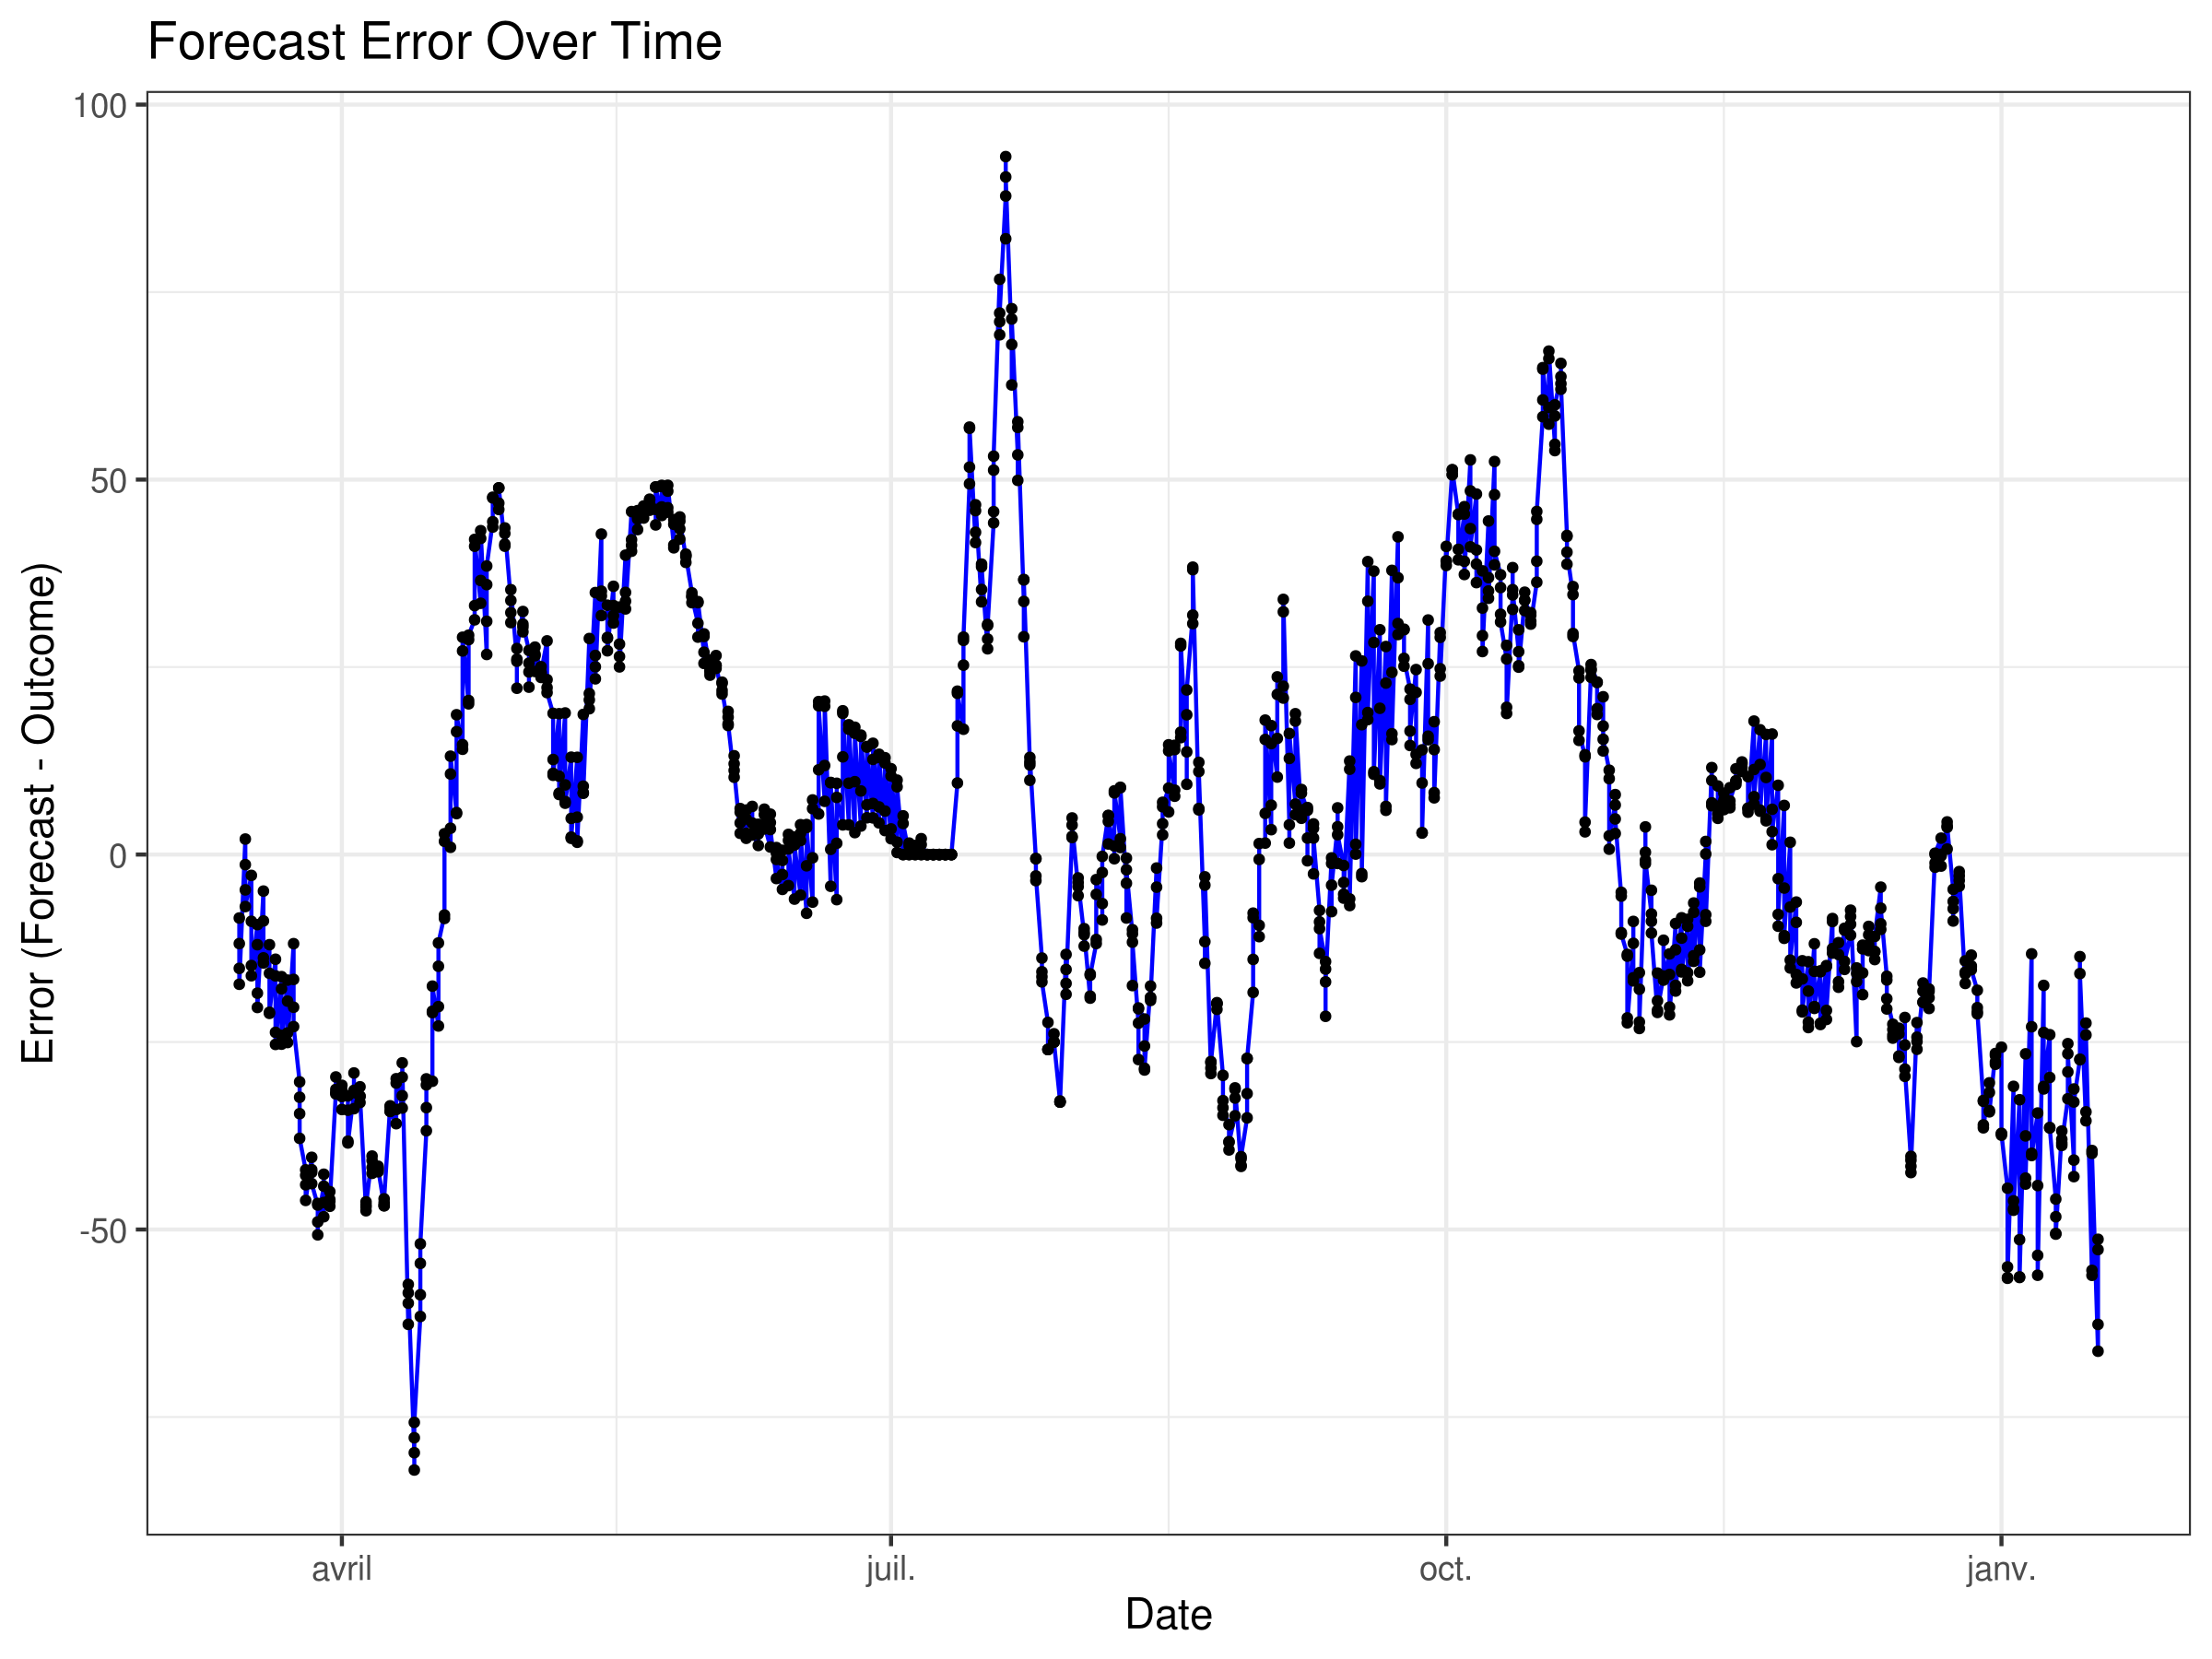 Forecast Error Over Time
100
50
0
-50
Error (Forecast - Outcome)
avril
juil.
oct.
janv.
Date